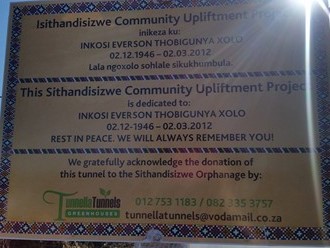 Isithandisizwe Community Upliftment Project
inikeza ku:
INKOSI EVERSON THOBIGUNYA XOLO
02.12.1946 – 02.03.2012
Lala ngoxolo sohlale sikukhumbula.
This Sithandisizwe Community Upliftment Project
is dedicated to:
INKOSI EVERSON THOBIGUNYA XOLO
02.12-1946 – 02.03.2012
REST IN PEACE. WE WILL ALWAYS REMEMBER YOU!
We gratefully acknowledge the donation of
this tunnel to the Sithandisizwe Orphanage by:
Tunnella Tunnels
GREENHOUSES
012 753 1183 / 082 335 3757
tunnellatunnels@vodamail.co.za